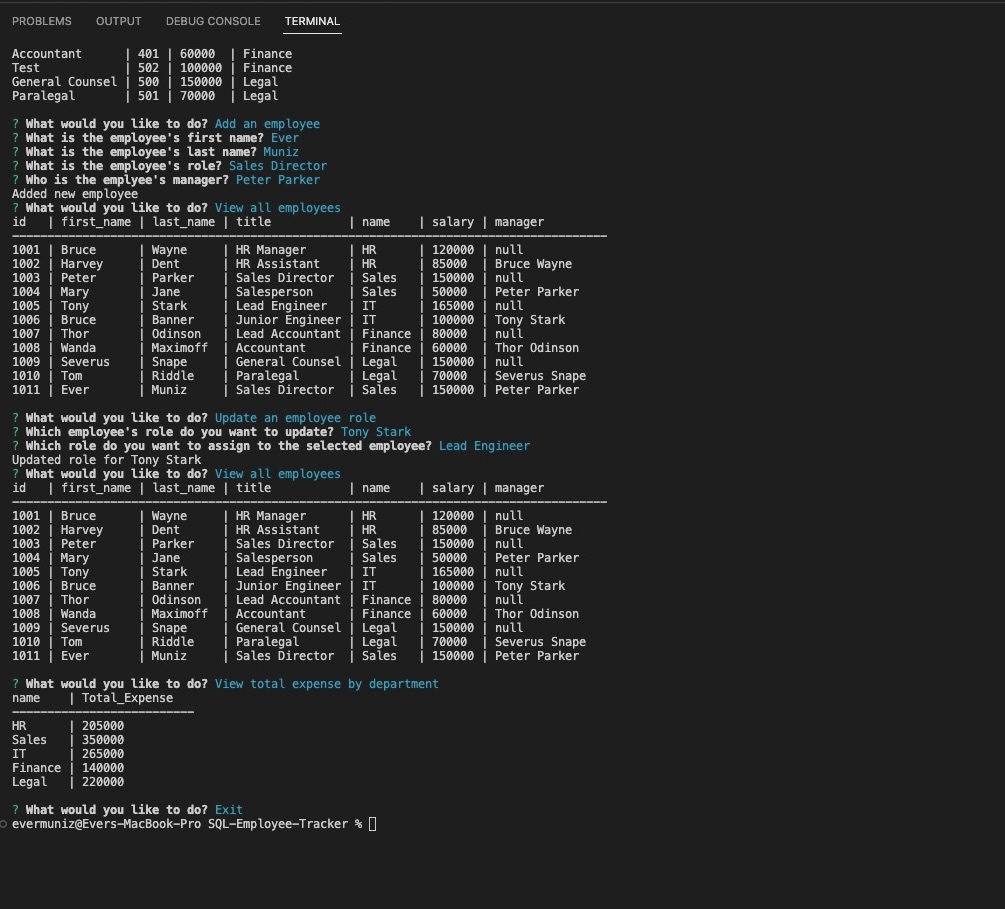 PROBLEMS OUTPUT DEBUG CONSOLE TERMINAL
Accountant | 401 | 60000 | Finance
Test | 502 | 100000 | Finance
General Counsel | 500 | 150000 | Legal
Paralegal | 501 | 70000 | Legal
? What would you like to do? Add an employee
? What is the employee's first name? Ever
? What is the employee's last name? Muniz
? What is the employee's role? Sales Director
? Who is the emplyee's manager? Peter Parker
Added new employee
? What would you like to do? View all employees
id | first_name | last_name | title | name | salary | manager
1001 | Bruce | Wayne | HR Manager | HR | 120000 | null
1002 | Harvey | Dent | HR Assistant | HR | 85000 | Bruce Wayne
1003 | Peter | Parker | Sales Director | Sales | 150000 | null
1004 | Mary | Jane | Salesperson | Sales | 50000 | Peter Parker
1005 | Tony | Stark | Lead Engineer | IT | 165000 | null
1006 | Bruce | Banner | Junior Engineer | IT | 100000 | Tony Stark
1007 | Thor | Odinson | Lead Accountant | Finance | 80000 | null
1008 | Wanda | Maximoff | Accountant | Finance | 60000 | Thor Odinson
1009 | Severus | Snape | General Counsel | Legal | 150000 | null
1010 | Tom | Riddle | Paralegal | Legal | 70000 | Severus Snape
1011 | Ever | Muniz | Sales Director | Sales | 150000 | Peter Parker
? What would you like to do? Update an employee role
? Which employee's role do you want to update? Tony Stark
? Which role do you want to assign to the selected employee? Lead Engineer
Updated role for Tony Stark
? What would you like to do? View all employees
id | first_name | last_name | title | name | salary | manager
1001 | Bruce | Wayne | HR Manager | HR | 120000 | null
1002 | Harvey | Dent | HR Assistant | HR | 85000 | Bruce Wayne
1003 | Peter | Parker | Sales Director | Sales | 150000 | null
1004 | Mary | Jane | Salesperson | Sales | 50000 | Peter Parker
1005 | Tony | Stark | Lead Engineer | IT | 165000 | null
1006 | Bruce | Banner | Junior Engineer | IT | 100000 | Tony Stark
1007 | Thor | Odinson | Lead Accountant | Finance | 80000 | null
1008 | Wanda | Maximoff | Accountant | Finance | 60000 | Thor Odinson
1009 | Severus | Snape | General Counsel | Legal | 150000 | null
1010 | Tom | Riddle | Paralegal | Legal | 70000 | Severus Snape
1011 | Ever | Muniz | Sales Director | Sales | 150000 | Peter Parker
? What would you like to do? View total expense by department
name | Total_Expense
HR | 205000
Sales | 350000
IT | 265000
Finance | 140000
Legal | 220000
? What would you like to do? Exit
evermuniz@Evers-MacBook-Pro SQL-Employee-Tracker %